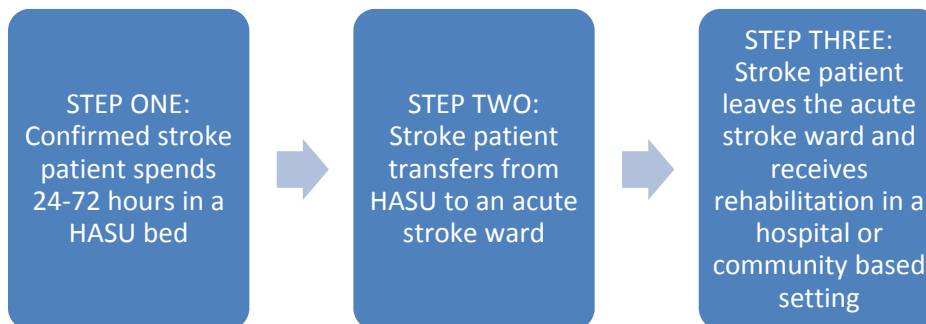 STEP ONE:
Confirmed stroke
patient spends
24-72 hours in a
HASU bed
STEP TWO:
Stroke patient
transfers from
HASU to an acute
stroke ward
STEP THREE:
Stroke patient
leaves the acute
stroke ward and
receives
rehabilitation in a
hospital or
community based
setting